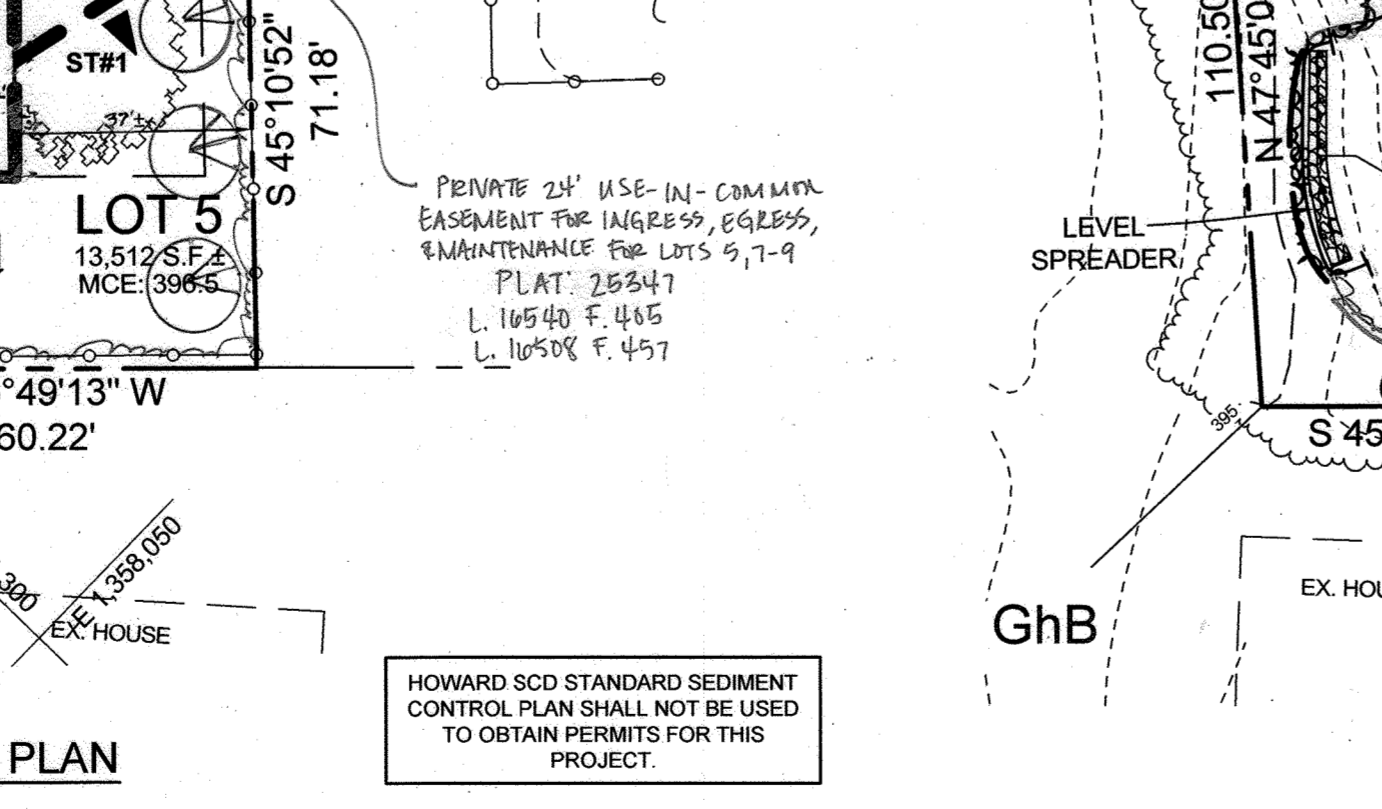 ST#1
37'±
S 45°10'52"
71.18'
LOT 5
13,512 S.F.±
MCE: 396.5
°49'13" W
60.22'
PRIVATE 24' USE-IN-COMMON
EASEMENT FOR INGRESS, EGRESS,
& MAINTENANCE FOR LOTS 5,7-9
PLAT: 25347
L. 16540 F. 405
L. 16508 F. 457
110.50
N 47°45'0
LEVEL
SPREADER
395
S 45
GhB
EX. HOU
300
E 1,358,050
EX. HOUSE
PLAN
HOWARD SCD STANDARD SEDIMENT
CONTROL PLAN SHALL NOT BE USED
TO OBTAIN PERMITS FOR THIS
PROJECT.